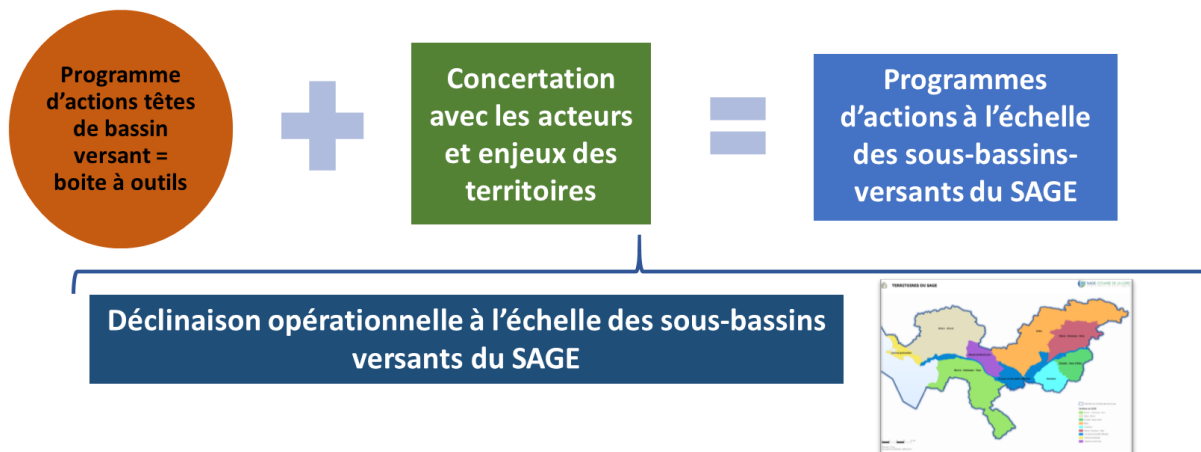 Programme
d'actions têtes
de bassin
versant =
boite à outils
Concertation
avec les acteurs
et enjeux des
territoires
Programmes
d'actions à l'échelle
des sous-bassins-
versants du SAGE
Déclinaison opérationnelle à l'échelle des sous-bassins
versants du SAGE
TERRITOIRES DU SAGE